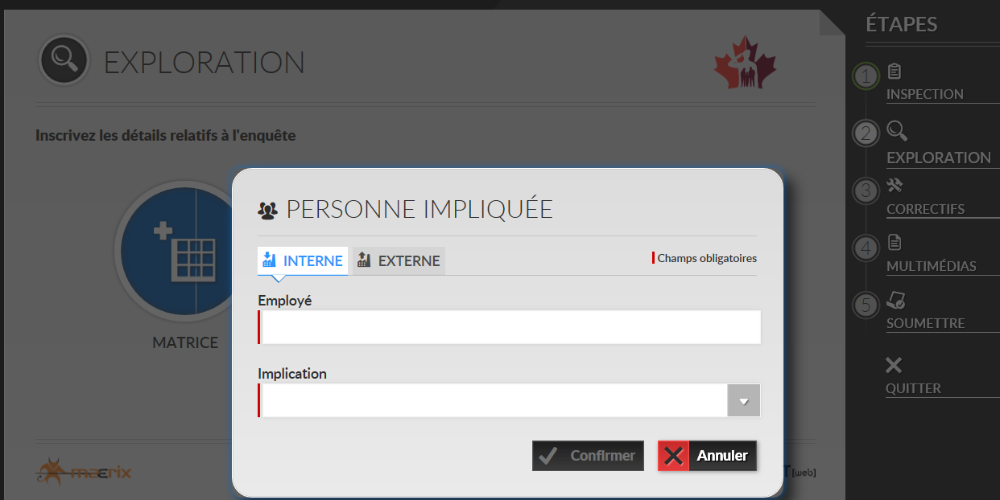 EXPLORATION
Inscrivez les détails relatifs à l'enquête
MATRICE
PERSONNE IMPLIQUÉE
INTERNE
EXTERNE
Champs obligatoires
Employé
Implication
Confirmer
Annuler
maerix
[web]
ÉTAPES
1
INSPECTION
2
EXPLORATION
3
CORRECTIFS
4
MULTIMÉDIAS
5
SOUMETTRE
QUITTER